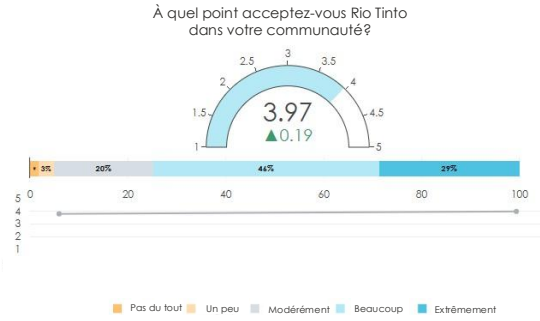 À quel point acceptez-vous Rio Tinto
dans votre communauté?
3
2.5 3.5
2 4
1.5 4.5
3.97
▲0.19
1 5
* 3% 20% 46% 29%
0 20 40 60 80 100
5
4
3
2
1
Pas du tout Un peu Modérément Beaucoup Extrêmement